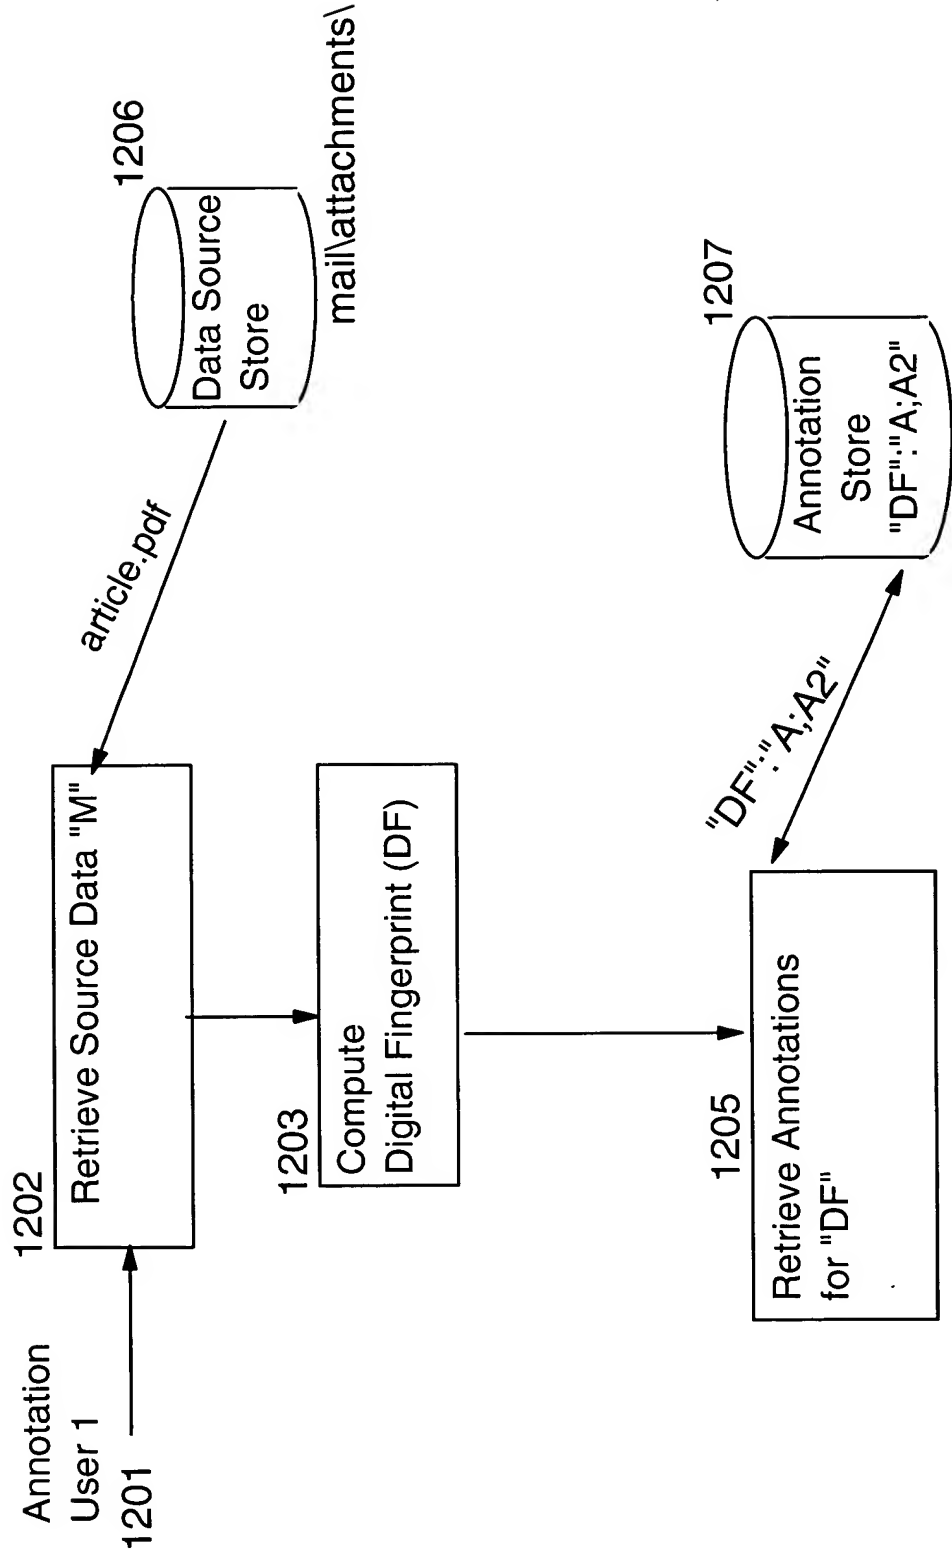 Annotation
User 1
1201
1202
Retrieve Source Data "M"
article.pdf
1206
Data Source
Store
mail\attachments\
1203
Compute
Digital Fingerprint (DF)
1205
Retrieve Annotations
for "DF"
"DF":"A;A2"
1207
Annotation
Store
"DF":"A;A2"